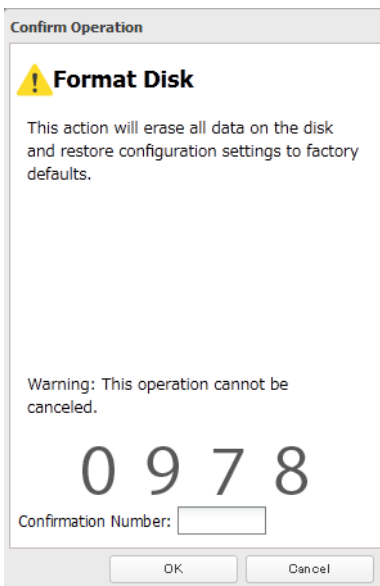 Confirm Operation
Format Disk
This action will erase all data on the disk
and restore configuration settings to factory
defaults.
Warning: This operation cannot be
canceled.
0 9 7 8
Confirmation Number:
OK
Cancel